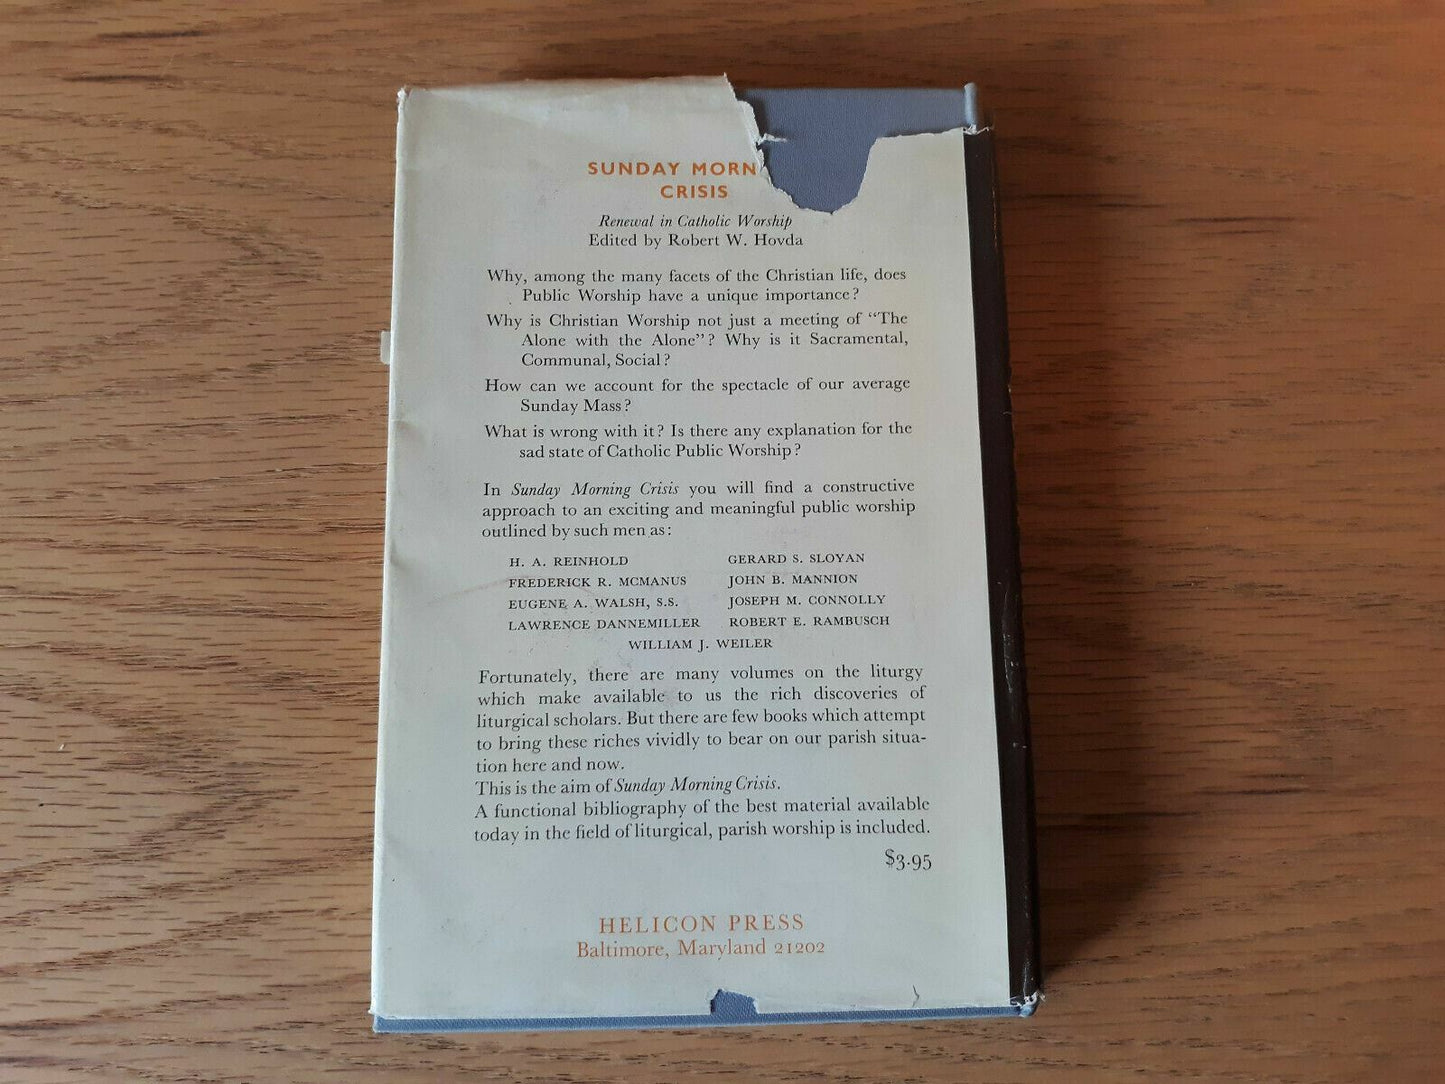 SUNDAY MORN
CRISIS
Renewal in Catholic Worship
Edited by Robert W. Hovda
Why, among the many facets of the Christian life, does
Public Worship have a unique importance?
Why is Christian Worship not just a meeting of "The
Alone with the Alone"? Why is it Sacramental,
Communal, Social?
How can we account for the spectacle of our average
Sunday Mass?
What is wrong with it? Is there any explanation for the
sad state of Catholic Public Worship?
In Sunday Morning Crisis you will find a constructive
approach to an exciting and meaningful public worship
outlined by such men as:
H. A. REINHOLD GERARD S. SLOYAN
FREDERICK R. MCMANUS JOHN B. MANNION
EUGENE A. WALSH, S.S. JOSEPH M. CONNOLLY
LAWRENCE DANNEMILLER ROBERT E. RAMBUSCH
WILLIAM J. WEILER
Fortunately, there are many volumes on the liturgy
which make available to us the rich discoveries of
liturgical scholars. But there are few books which attempt
to bring these riches vividly to bear on our parish situa-
tion here and now.
This is the aim of Sunday Morning Crisis.
A functional bibliography of the best material available
today in the field of liturgical, parish worship is included.
$3.95
HELICON PRESS
Baltimore, Maryland 21202